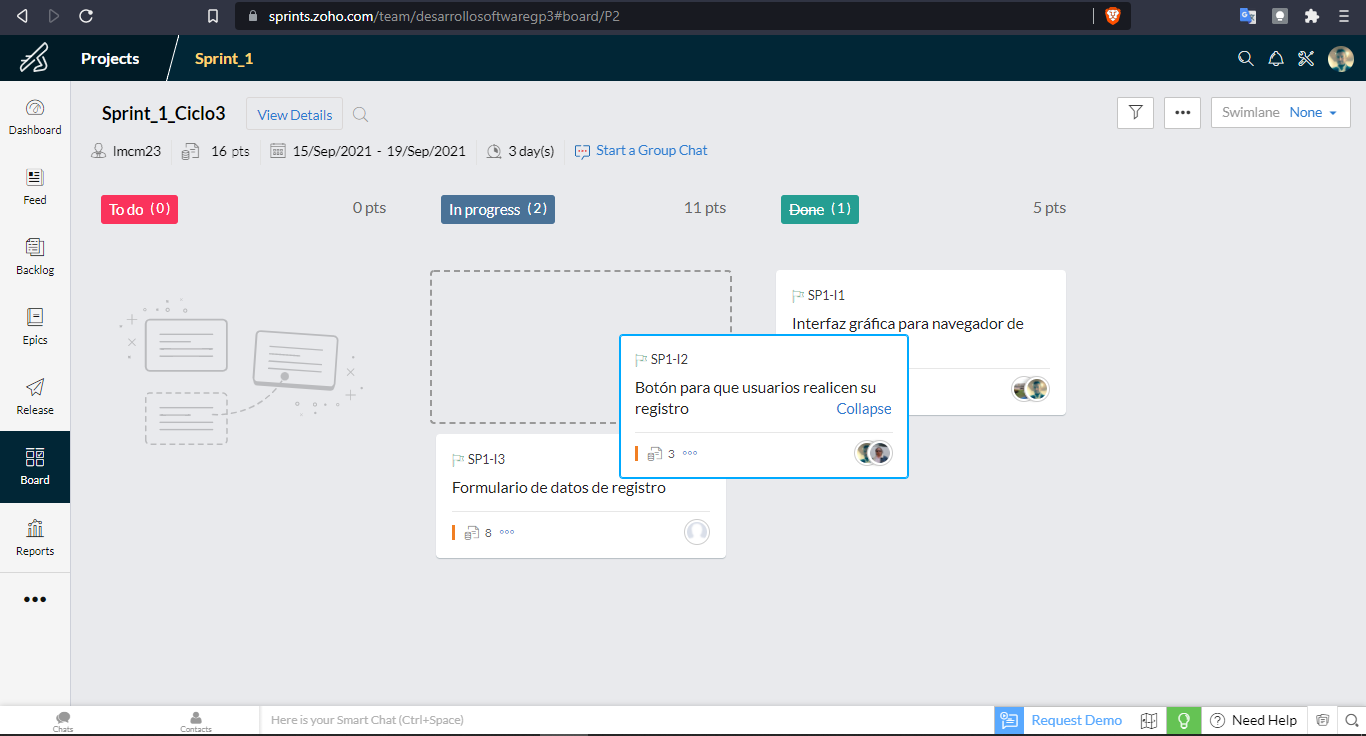 sprints.zoho.com/team/desarrollosoftwaregp3#board/P2
Projects
Sprint_1
Dashboard
Feed
Backlog
Epics
Release
Board
Reports
Sprint_1_Ciclo3
View Details
Swimlane None
lmcm23
16 pts
15/Sep/2021 - 19/Sep/2021
3 day(s)
Start a Group Chat
To do (0)
0 pts
In progress (2)
11 pts
Done (1)
5 pts
SP1-I1
Interfaz gráfica para navegador de
SP1-I2
Botón para que usuarios realicen su
registro
Collapse
3
SP1-I3
Formulario de datos de registro
8
Chats
Contacts
Here is your Smart Chat (Ctrl+Space)
Request Demo
Need Help